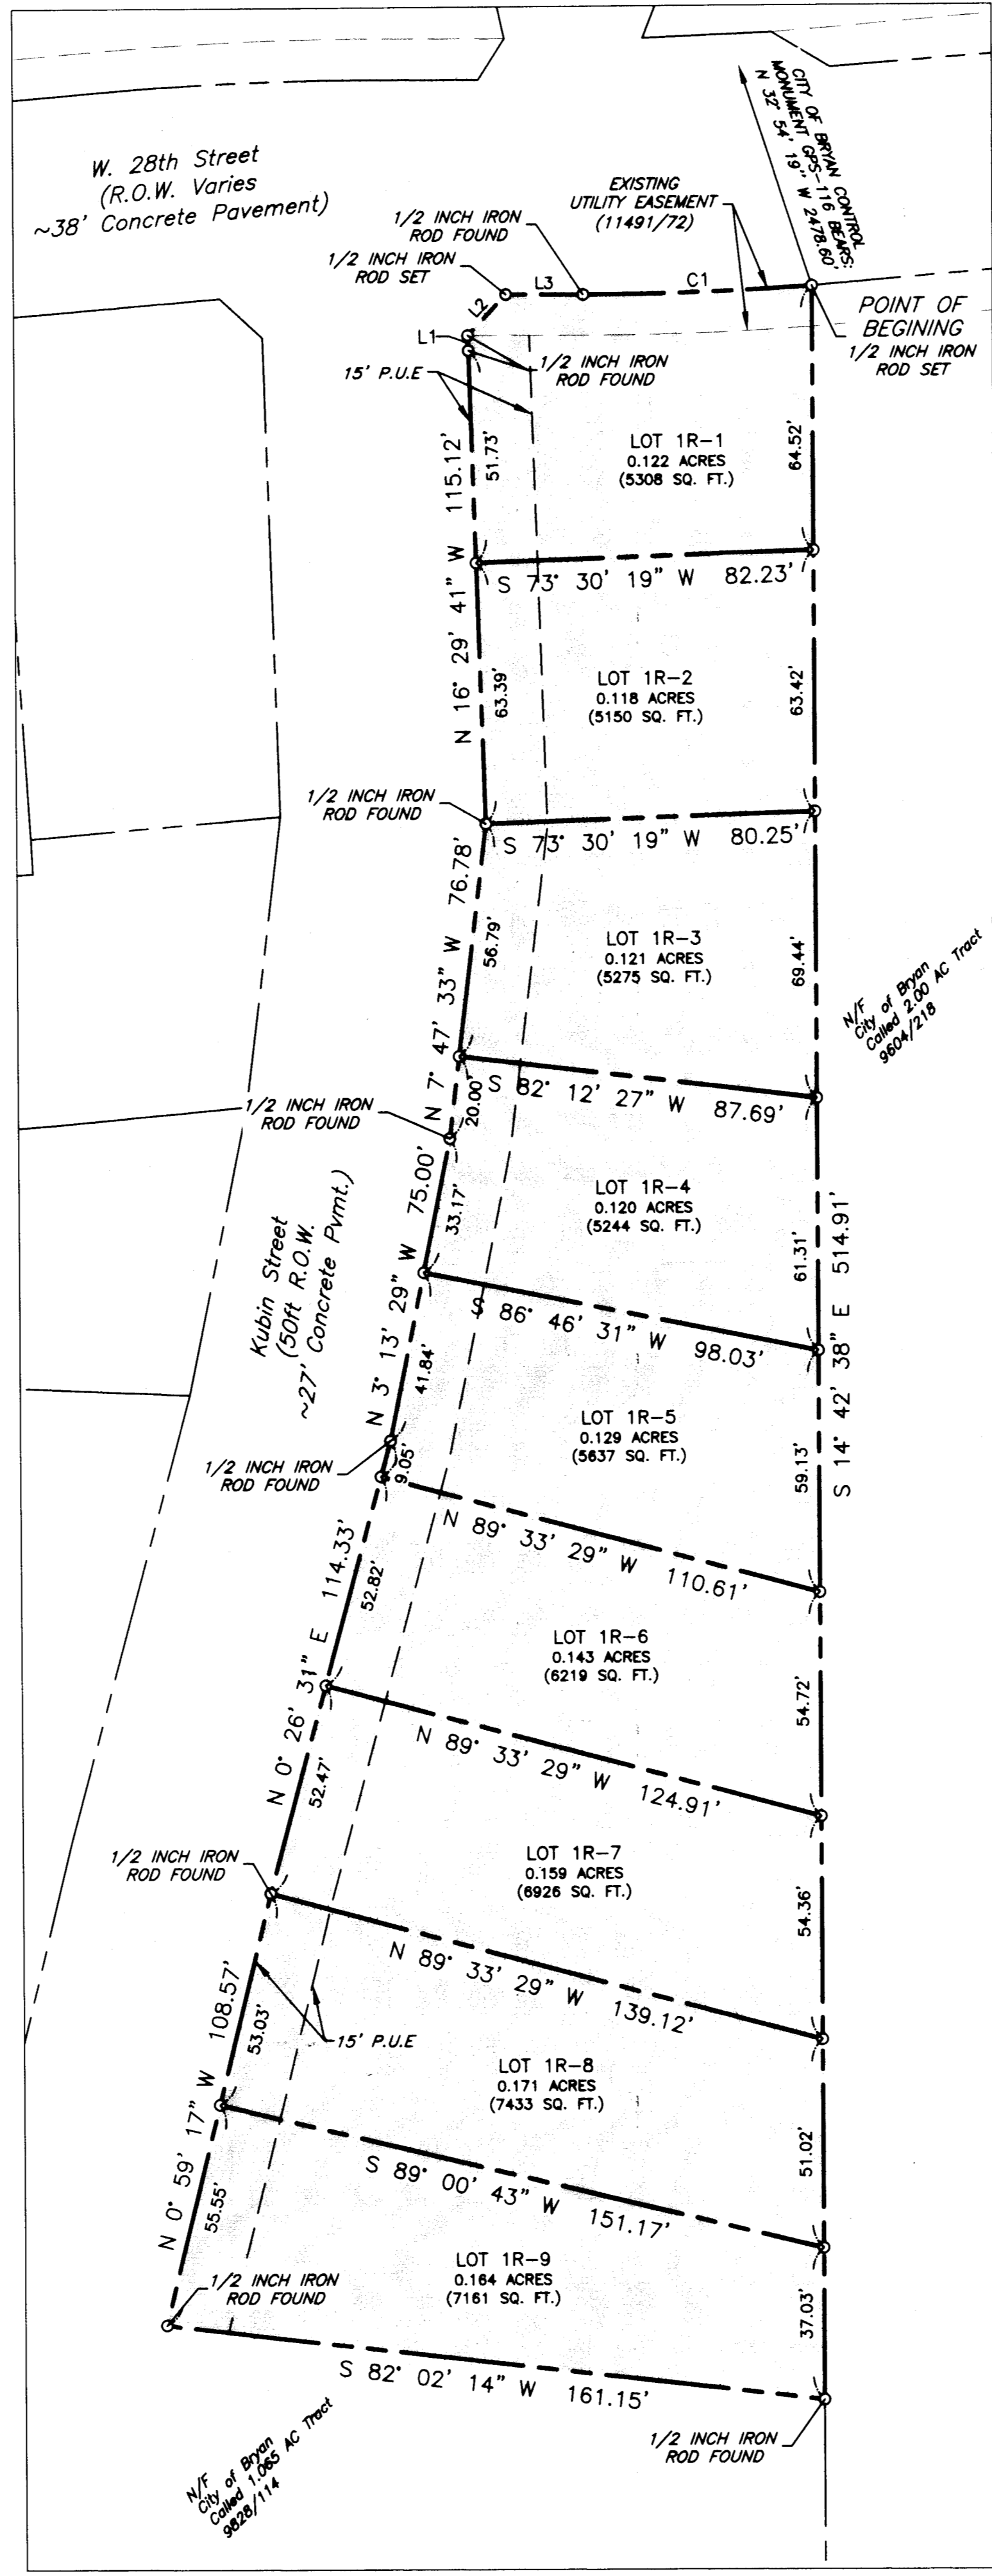 CITY OF BRYAN CONTROL
MONUMENT GPS-116 BEARS:
N 32° 54' 19" W 2478.60'
W. 28th Street
(R.O.W. Varies
~38' Concrete Pavement)
EXISTING
UTILITY EASEMENT
(11491/72)
1/2 INCH IRON
ROD FOUND
1/2 INCH IRON
ROD SET
L3
C1
L2
L1
POINT OF
BEGINING
1/2 INCH IRON
ROD SET
1/2 INCH IRON
ROD FOUND
15' P.U.E
LOT 1R-1
0.122 ACRES
(5308 SQ. FT.)
64.52'
51.73'
N 16° 29' 41" W 115.12'
S 73° 30' 19" W 82.23'
LOT 1R-2
0.118 ACRES
(5150 SQ. FT.)
63.42'
63.39'
1/2 INCH IRON
ROD FOUND
S 73° 30' 19" W 80.25'
N 7° 47' 33" W 76.78'
56.79'
LOT 1R-3
0.121 ACRES
(5275 SQ. FT.)
69.44'
N/F
City of Bryan
Called 2.00 AC Tract
9604/218
S 82° 12' 27" W 87.69'
20.00'
1/2 INCH IRON
ROD FOUND
LOT 1R-4
0.120 ACRES
(5244 SQ. FT.)
61.31'
33.17'
N 3° 13' 29" W 75.00'
Kubin Street
(50ft R.O.W.
~27' Concrete Pvmt.)
S 86° 46' 31" W 98.03'
S 14° 42' 38" E 514.91'
LOT 1R-5
0.129 ACRES
(5637 SQ. FT.)
59.13'
41.84'
9.05'
1/2 INCH IRON
ROD FOUND
N 89° 33' 29" W 110.61'
N 0° 26' 31" E 114.33'
52.82'
LOT 1R-6
0.143 ACRES
(6219 SQ. FT.)
54.72'
N 89° 33' 29" W 124.91'
52.47'
LOT 1R-7
0.159 ACRES
(6926 SQ. FT.)
54.36'
1/2 INCH IRON
ROD FOUND
N 89° 33' 29" W 139.12'
N 0° 59' 17" W 108.57'
53.03'
15' P.U.E
LOT 1R-8
0.171 ACRES
(7433 SQ. FT.)
51.02'
S 89° 00' 43" W 151.17'
55.55'
LOT 1R-9
0.164 ACRES
(7161 SQ. FT.)
37.03'
1/2 INCH IRON
ROD FOUND
S 82° 02' 14" W 161.15'
1/2 INCH IRON
ROD FOUND
N/F
City of Bryan
Called 1.065 AC Tract
9828/114